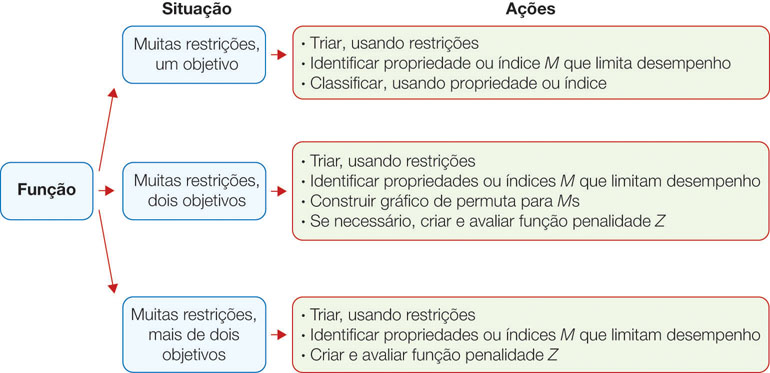 Situação
Ações
Função
Muitas restrições,
um objetivo
• Triar, usando restrições
• Identificar propriedade ou índice M que limita desempenho
• Classificar, usando propriedade ou índice
Muitas restrições,
dois objetivos
• Triar, usando restrições
• Identificar propriedades ou índices M que limitam desempenho
• Construir gráfico de permuta para Ms
• Se necessário, criar e avaliar função penalidade Z
Muitas restrições,
mais de dois
objetivos
• Triar, usando restrições
• Identificar propriedades ou índices M que limitam desempenho
• Criar e avaliar função penalidade Z